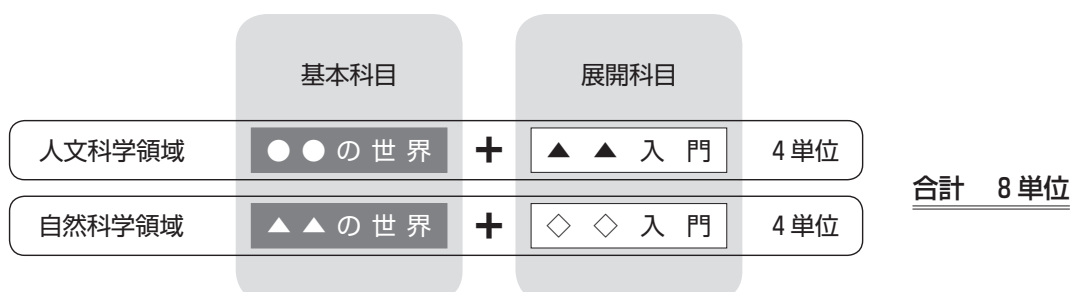 基本科目 展開科目
人文科学領域 ●●の世界 + ▲▲入門 4単位
自然科学領域 ▲▲の世界 + ◇◇入門 4単位
合計 8単位